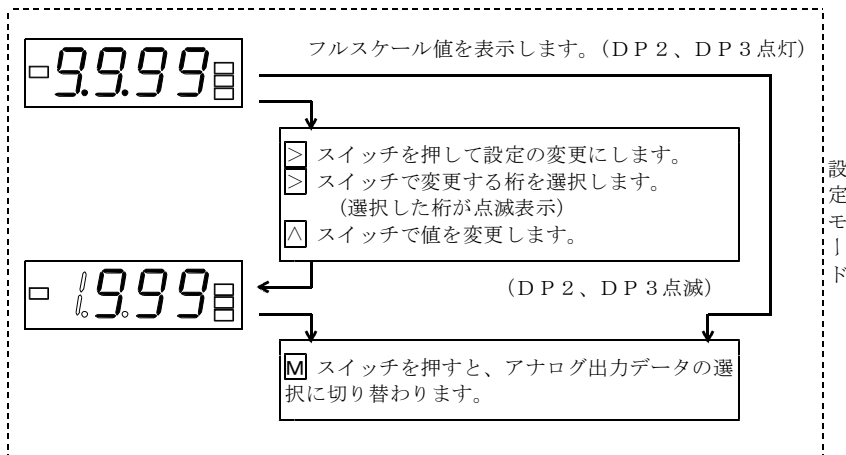 フルスケール値を表示します。（ＤＰ２、ＤＰ３点灯）
-9.9.99
> スイッチを押して設定の変更にします。
> スイッチで変更する桁を選択します。
（選択した桁が点滅表示）
∧ スイッチで値を変更します。
設定モード
-1.9.99
（ＤＰ２、ＤＰ３点滅）
M スイッチを押すと、アナログ出力データの選
択に切り替わります。